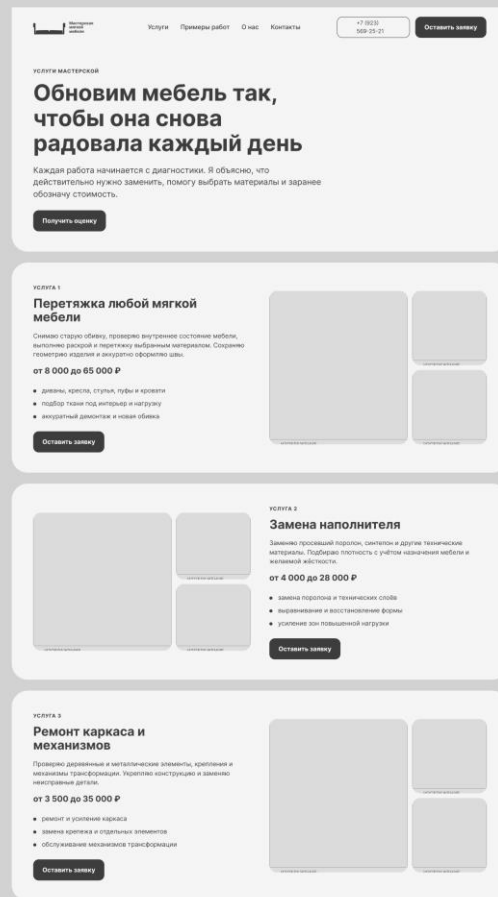 Мастерская
мягкой
мебели
Услуги
Примеры работ
О нас
Контакты
+7 (923)
569-25-21
Оставить заявку
УСЛУГИ МАСТЕРСКОЙ
Обновим мебель так,
чтобы она снова
радовала каждый день
Каждая работа начинается с диагностики. Я объясню, что
действительно нужно заменить, помогу выбрать материалы и заранее
обозначу стоимость.
Получить оценку
УСЛУГА 1
Перетяжка любой мягкой
мебели
Снимаю старую обивку, проверяю внутреннее состояние мебели,
выполняю раскрой и перетяжку выбранным материалом. Сохраняю
геометрию изделия и аккуратно оформляю швы.
от 8 000 до 65 000 ₽
диваны, кресла, стулья, пуфы и кровати
подбор ткани под интерьер и нагрузку
аккуратный демонтаж и новая обивка
Оставить заявку
УСЛУГА 2
Замена наполнителя
Заменяю просевший поролон, синтепон и другие технические
материалы. Подбираю плотность с учётом назначения мебели и
желаемой жёсткости.
от 4 000 до 28 000 ₽
замена поролона и технических слоёв
выравнивание и восстановление формы
усиление зон повышенной нагрузки
Оставить заявку
УСЛУГА 3
Ремонт каркаса и
механизмов
Проверяю деревянные и металлические элементы, крепления и
механизмы трансформации. Укрепляю конструкцию и заменяю
неисправные детали.
от 3 500 до 35 000 ₽
ремонт и усиление каркаса
замена крепежа и отдельных элементов
обслуживание механизмов трансформации
Оставить заявку